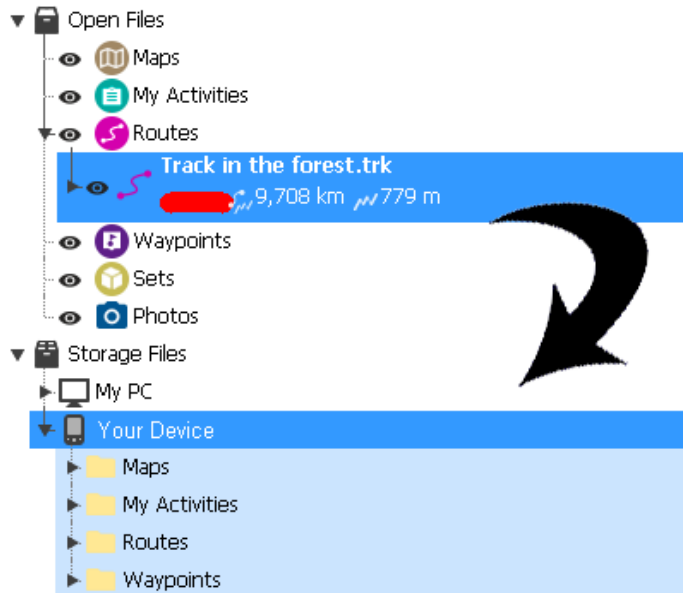 Open Files
Maps
My Activities
Routes
Track in the forest.trk
9,708 km 779 m
Waypoints
Sets
Photos
Storage Files
My PC
Your Device
Maps
My Activities
Routes
Waypoints